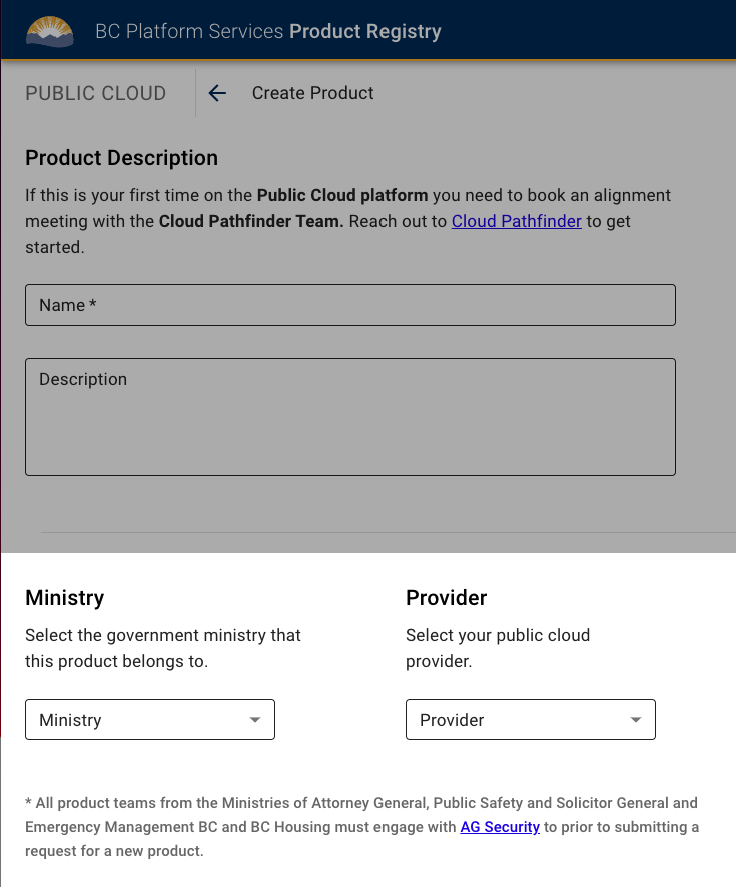 BC Platform Services Product Registry
PUBLIC CLOUD
Create Product
Product Description
If this is your first time on the Public Cloud platform you need to book an alignment
meeting with the Cloud Pathfinder Team. Reach out to Cloud Pathfinder to get
started.
Name *
Description
Ministry
Select the government ministry that
this product belongs to.
Ministry
Provider
Select your public cloud
provider.
Provider
* All product teams from the Ministries of Attorney General, Public Safety and Solicitor General and
Emergency Management BC and BC Housing must engage with AG Security to prior to submitting a
request for a new product.